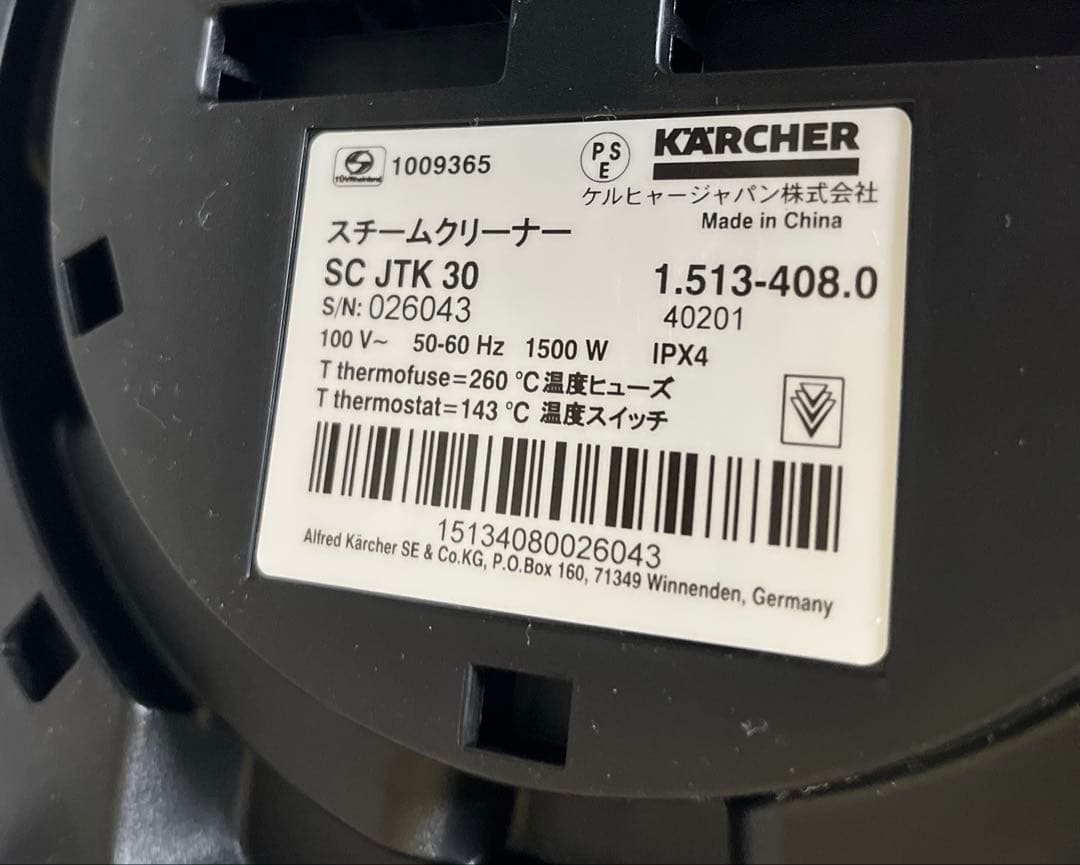 TÜVRheinland 1009365 PSE KÄRCHER
ケルヒャージャパン株式会社
Made in China
スチームクリーナー
SC JTK 30 1.513-408.0
S/N: 026043 40201
100 V~ 50-60 Hz 1500 W IPX4
T thermofuse=260 °C 温度ヒューズ
T thermostat=143 °C 温度スイッチ
15134080026043
Alfred Kärcher SE & Co.KG, P.O.Box 160, 71349 Winnenden, Germany